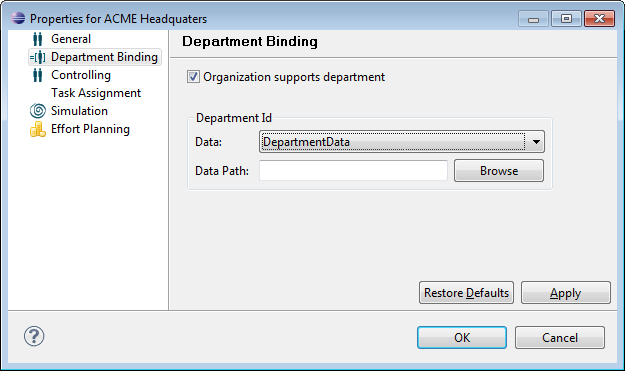 Properties for ACME Headquaters
General
Department Binding
Controlling
Task Assignment
Simulation
Effort Planning
Department Binding
Organization supports department
Department Id
Data: DepartmentData
Data Path: Browse
Restore Defaults Apply
? OK Cancel